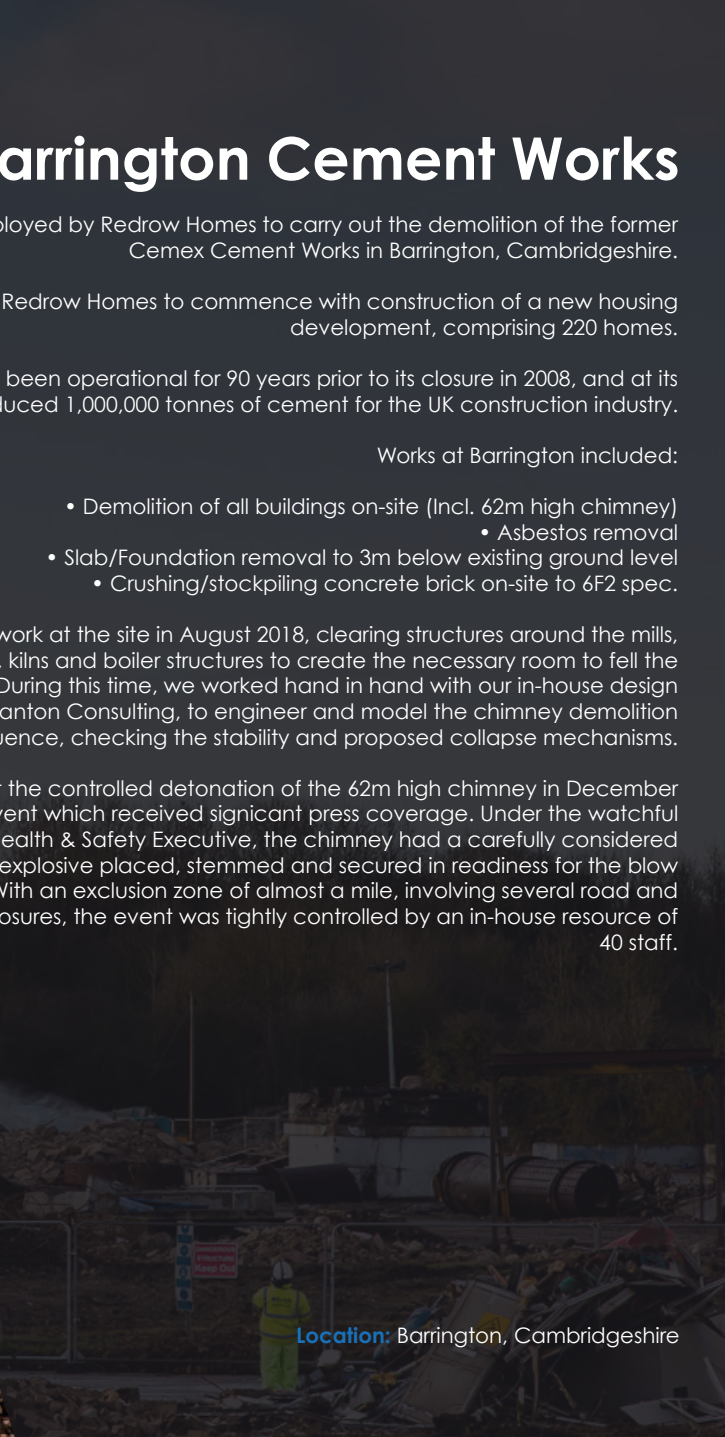 arrington Cement Works
ployed by Redrow Homes to carry out the demolition of the former
Cemex Cement Works in Barrington, Cambridgeshire.
Redrow Homes to commence with construction of a new housing
development, comprising 220 homes.
been operational for 90 years prior to its closure in 2008, and at its
duced 1,000,000 tonnes of cement for the UK construction industry.
Works at Barrington included:
• Demolition of all buildings on-site (Incl. 62m high chimney)
• Asbestos removal
• Slab/Foundation removal to 3m below existing ground level
• Crushing/stockpiling concrete brick on-site to 6F2 spec.
work at the site in August 2018, clearing structures around the mills,
, kilns and boiler structures to create the necessary room to fell the
During this time, we worked hand in hand with our in-house design
anton Consulting, to engineer and model the chimney demolition
uence, checking the stability and proposed collapse mechanisms.
the controlled detonation of the 62m high chimney in December
vent which received signicant press coverage. Under the watchful
ealth & Safety Executive, the chimney had a carefully considered
explosive placed, stemmed and secured in readiness for the blow
With an exclusion zone of almost a mile, involving several road and
osures, the event was tightly controlled by an in-house resource of
40 staff.
Keep Out
Location: Barrington, Cambridgeshire